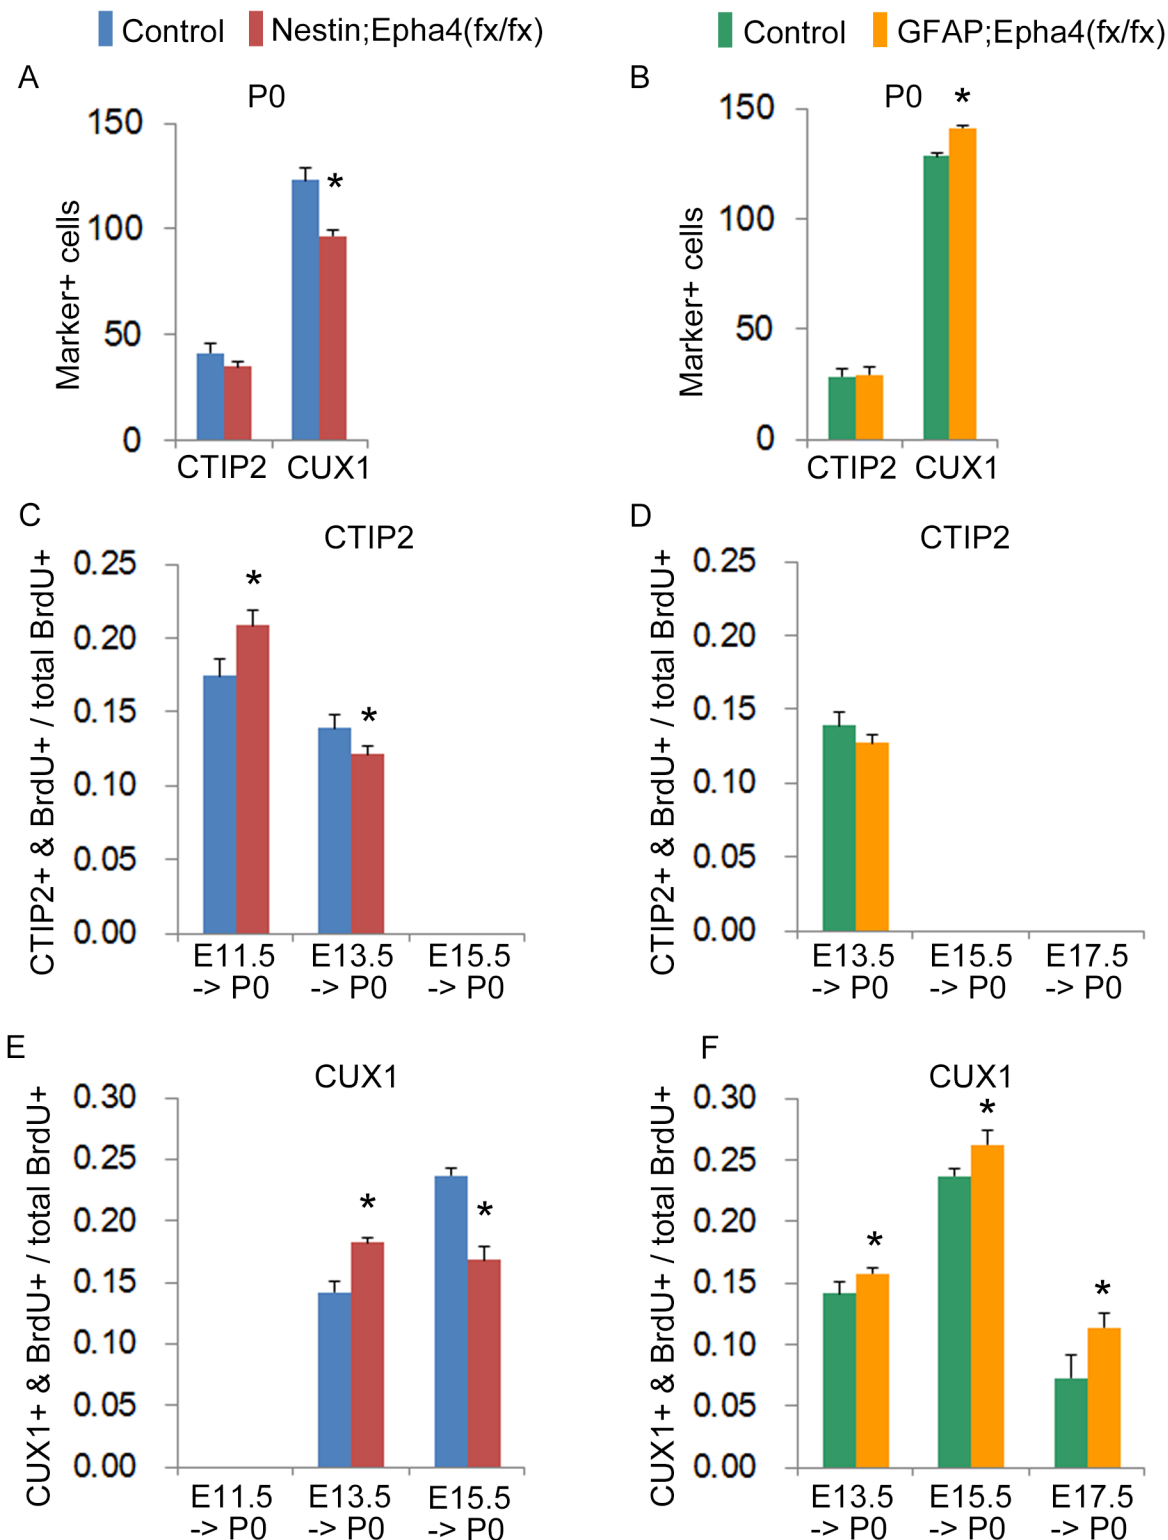 Control Nestin;Epha4(fx/fx)
Control GFAP;Epha4(fx/fx)
A
P0
*
Marker+ cells
150
100
50
0
CTIP2 CUX1
B
P0
*
Marker+ cells
150
100
50
0
CTIP2 CUX1
C
CTIP2
*
*
CTIP2+ & BrdU+ / total BrdU+
0.25
0.20
0.15
0.10
0.05
0.00
E11.5 E13.5 E15.5
-> P0 -> P0 -> P0
D
CTIP2
CTIP2+ & BrdU+ / total BrdU+
0.25
0.20
0.15
0.10
0.05
0.00
E13.5 E15.5 E17.5
-> P0 -> P0 -> P0
E
CUX1
*
*
CUX1+ & BrdU+ / total BrdU+
0.30
0.25
0.20
0.15
0.10
0.05
0.00
E11.5 E13.5 E15.5
-> P0 -> P0 -> P0
F
CUX1
*
*
*
CUX1+ & BrdU+ / total BrdU+
0.30
0.25
0.20
0.15
0.10
0.05
0.00
E13.5 E15.5 E17.5
-> P0 -> P0 -> P0